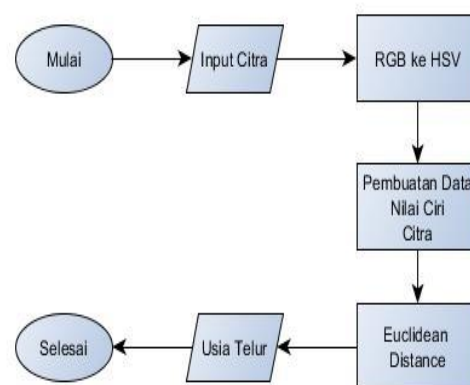 Mulai
Input Citra
RGB ke HSV
Pembuatan Data
Nilai Ciri
Citra
Euclidean
Distance
Usia Telur
Selesai